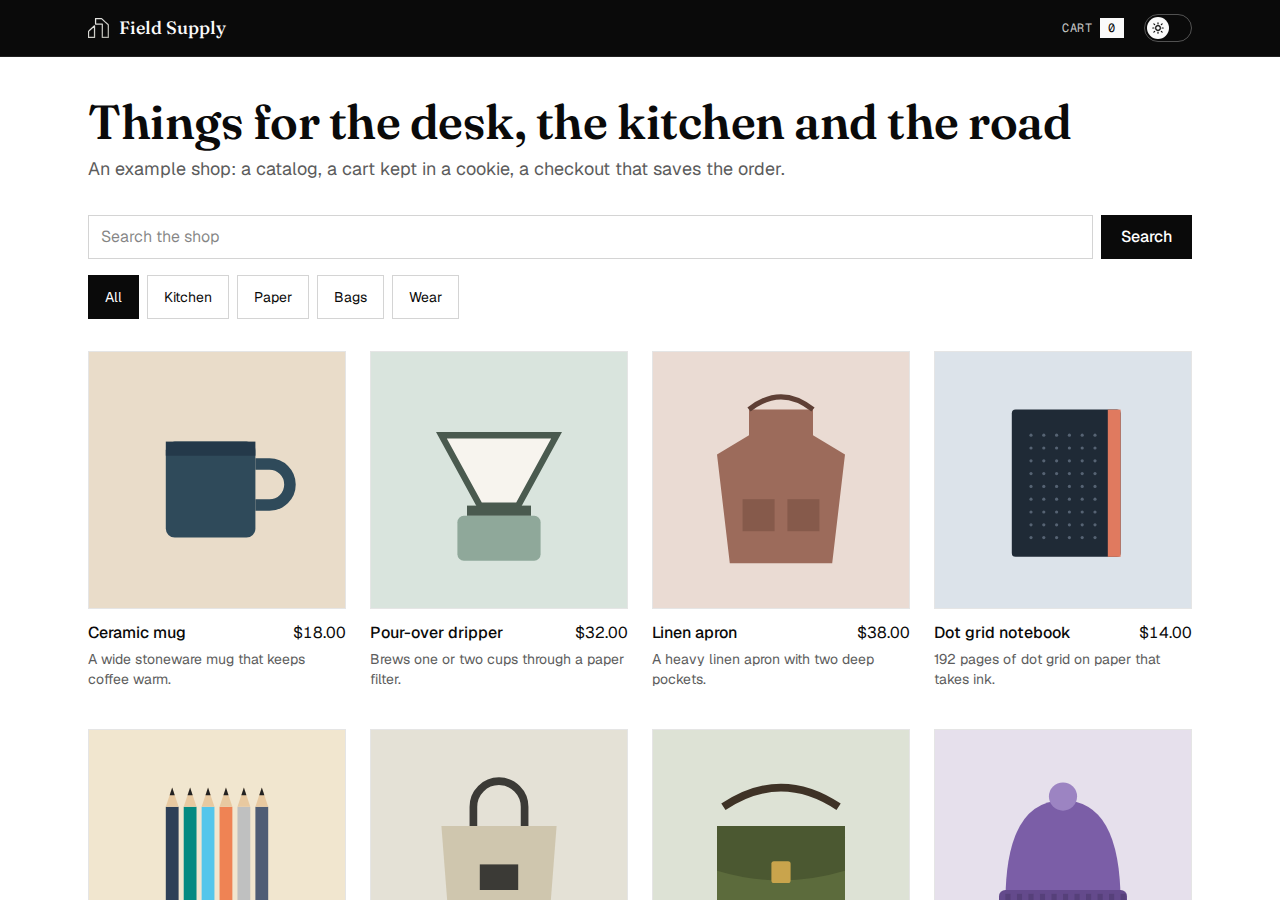 Field Supply
CART 0
Things for the desk, the kitchen and the road
An example shop: a catalog, a cart kept in a cookie, a checkout that saves the order.
Search the shop
Search
All Kitchen Paper Bags Wear
Ceramic mug $18.00
A wide stoneware mug that keeps
coffee warm.
Pour-over dripper $32.00
Brews one or two cups through a paper
filter.
Linen apron $38.00
A heavy linen apron with two deep
pockets.
Dot grid notebook $14.00
192 pages of dot grid on paper that
takes ink.